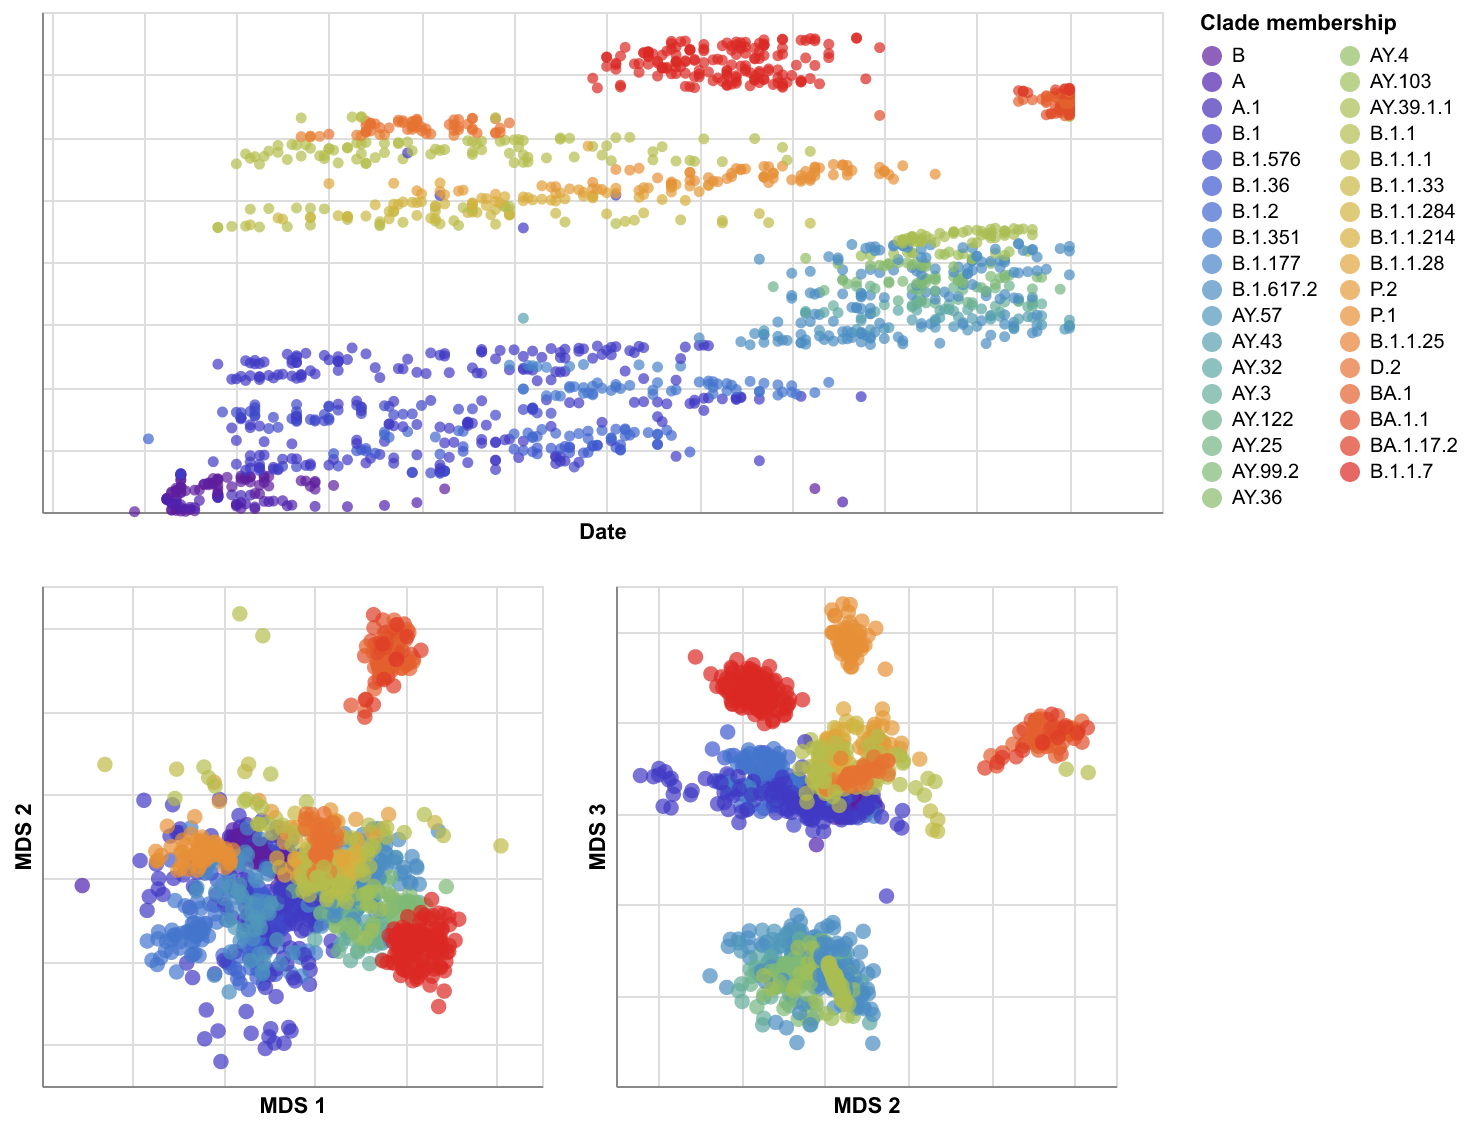 Clade membership
B
A
A.1
B.1
B.1.576
B.1.36
B.1.2
B.1.351
B.1.177
B.1.617.2
AY.57
AY.43
AY.32
AY.3
AY.122
AY.25
AY.99.2
AY.36
AY.4
AY.103
AY.39.1.1
B.1.1
B.1.1.1
B.1.1.33
B.1.1.284
B.1.1.214
B.1.1.28
P.2
P.1
B.1.1.25
D.2
BA.1
BA.1.1
BA.1.17.2
B.1.1.7
Date
MDS 2
MDS 1
MDS 3
MDS 2